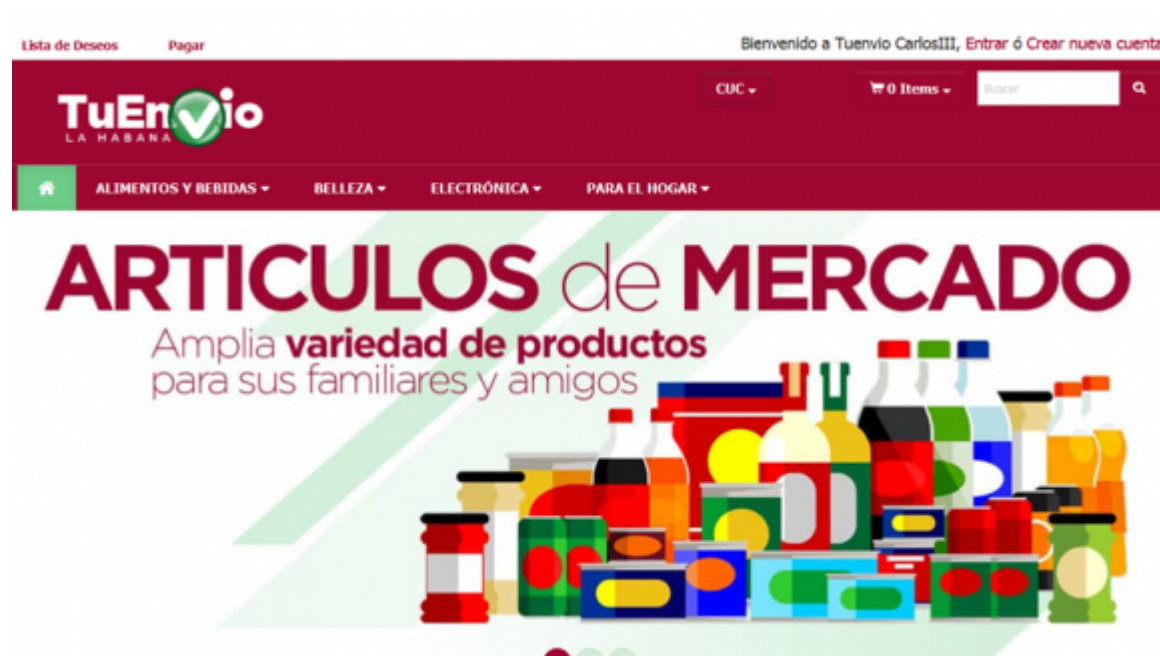 Lista de Deseos Pagar Bienvenido a Tuenvio CarlosIII, Entrar ó Crear nueva cuenta
TuEnvio
LA HABANA
CUC 0 Items Buscar
ALIMENTOS Y BEBIDAS BELLEZA ELECTRÓNICA PARA EL HOGAR
ARTICULOS de MERCADO
Amplia variedad de productos
para sus familiares y amigos